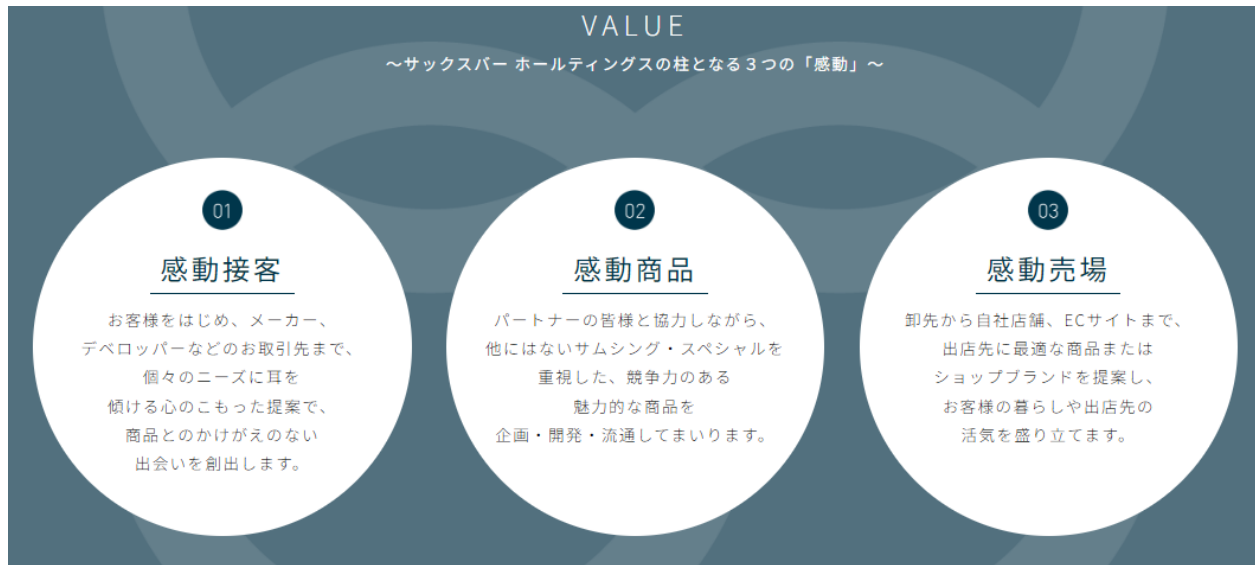 VALUE
～サックスバー ホールティングスの柱となる３つの「感動」～
01
感動接客
お客様をはじめ、メーカー、
デベロッパーなどのお取引先まで、
個々のニーズに耳を
傾ける心のこもった提案で、
商品とのかけがえのない
出会いを創出します。
02
感動商品
パートナーの皆様と協力しながら、
他にはないサムシング・スペシャルを
重視した、競争力のある
魅力的な商品を
企画・開発・流通してまいります。
03
感動売場
卸先から自社店舗、ECサイトまで、
出店先に最適な商品または
ショップブランドを提案し、
お客様の暮らしや出店先の
活気を盛り立てます。